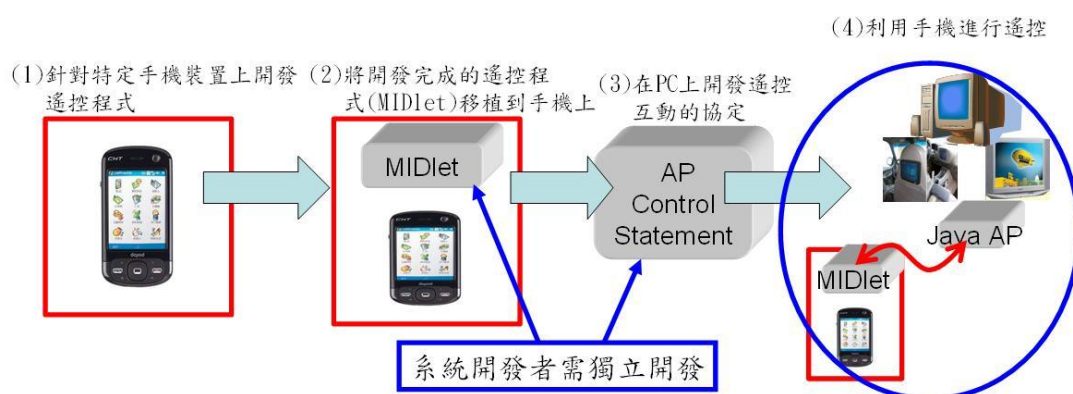 (4)利用手機進行遙控
(1)針對特定手機裝置上開發
遙控程式
(2)將開發完成的遙控程
式(MIDlet)移植到手機上
(3)在PC上開發遙控
互動的協定
CHT
MIDlet
CHT
dopod
AP
Control
Statement
Java AP
MIDlet
系統開發者需獨立開發